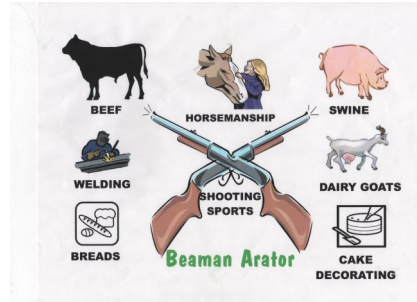 BEEF
HORSEMANSHIP
SWINE
WELDING
SHOOTING
SPORTS
DAIRY GOATS
BREADS
Beaman Arator
CAKE
DECORATING